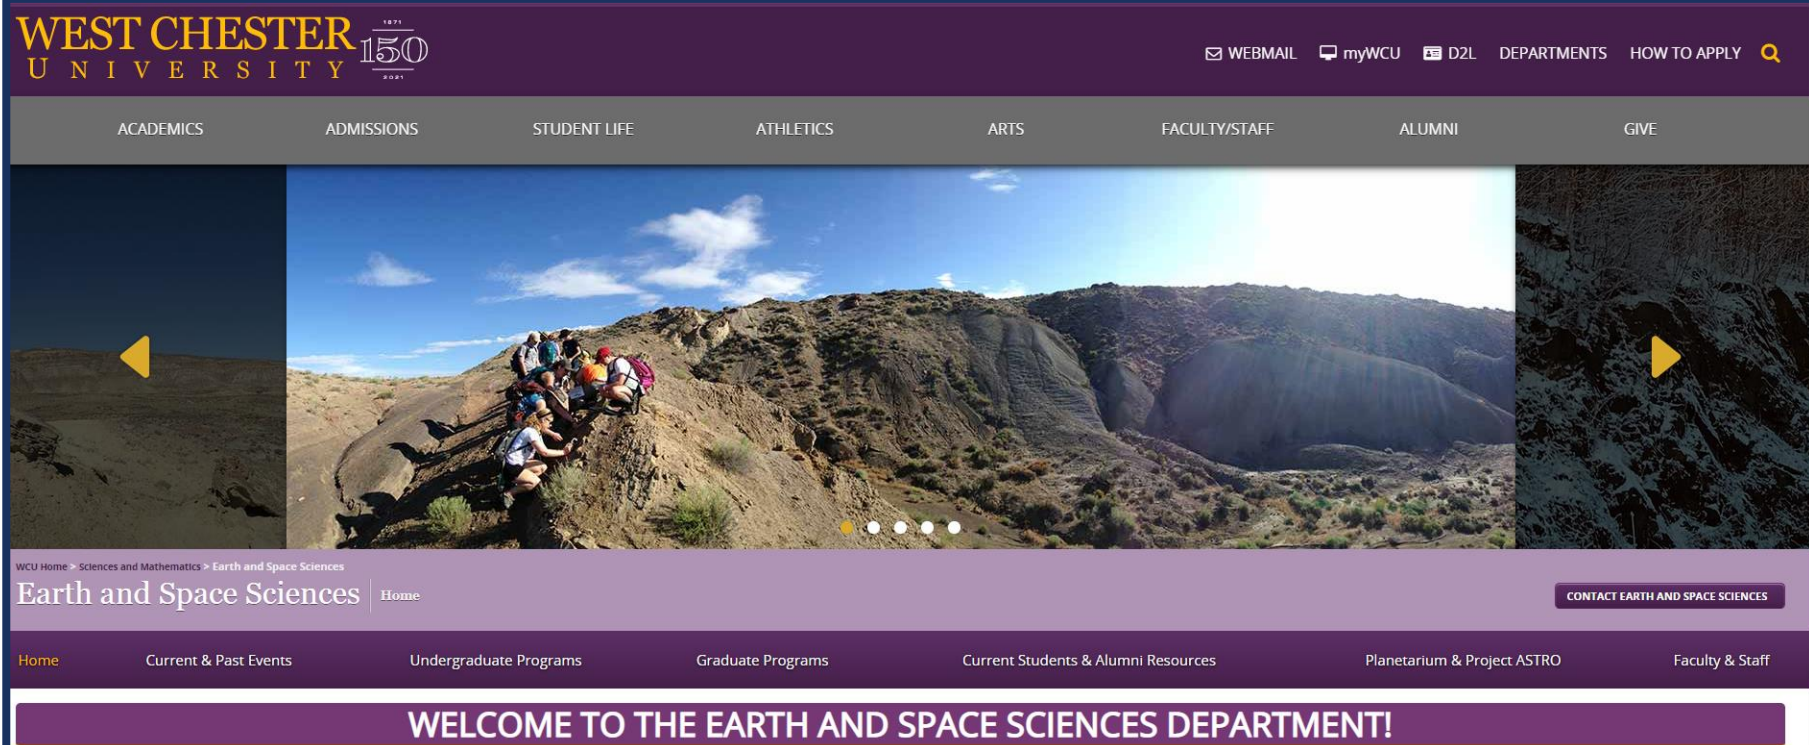 WEST CHESTER
UNIVERSITY
1871
150
2021
WEBMAIL myWCU D2L DEPARTMENTS HOW TO APPLY
ACADEMICS ADMISSIONS STUDENT LIFE ATHLETICS ARTS FACULTY/STAFF ALUMNI GIVE
WCU Home > Sciences and Mathematics > Earth and Space Sciences
Earth and Space Sciences Home
CONTACT EARTH AND SPACE SCIENCES
Home Current & Past Events Undergraduate Programs Graduate Programs Current Students & Alumni Resources Planetarium & Project ASTRO Faculty & Staff
WELCOME TO THE EARTH AND SPACE SCIENCES DEPARTMENT!